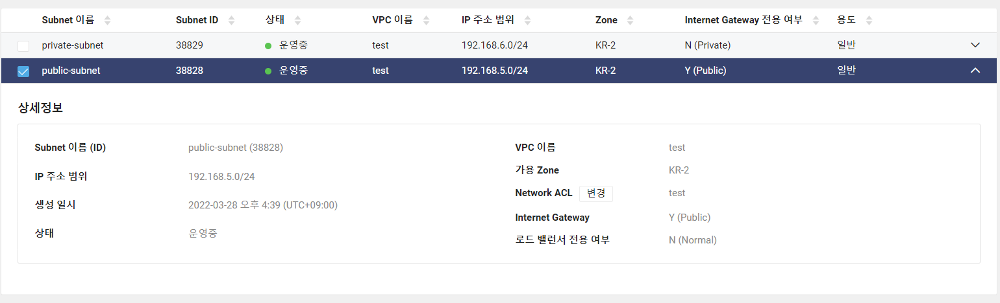 Subnet 이름 Subnet ID 상태 VPC 이름 IP 주소 범위 Zone Internet Gateway 전용 여부 용도
private-subnet 38829 운영중 test 192.168.6.0/24 KR-2 N (Private) 일반
public-subnet 38828 운영중 test 192.168.5.0/24 KR-2 Y (Public) 일반
상세정보
Subnet 이름 (ID) public-subnet (38828)
IP 주소 범위 192.168.5.0/24
생성 일시 2022-03-28 오후 4:39 (UTC+09:00)
상태 운영중
VPC 이름 test
가용 Zone KR-2
Network ACL 변경 test
Internet Gateway Y (Public)
로드 밸런서 전용 여부 N (Normal)